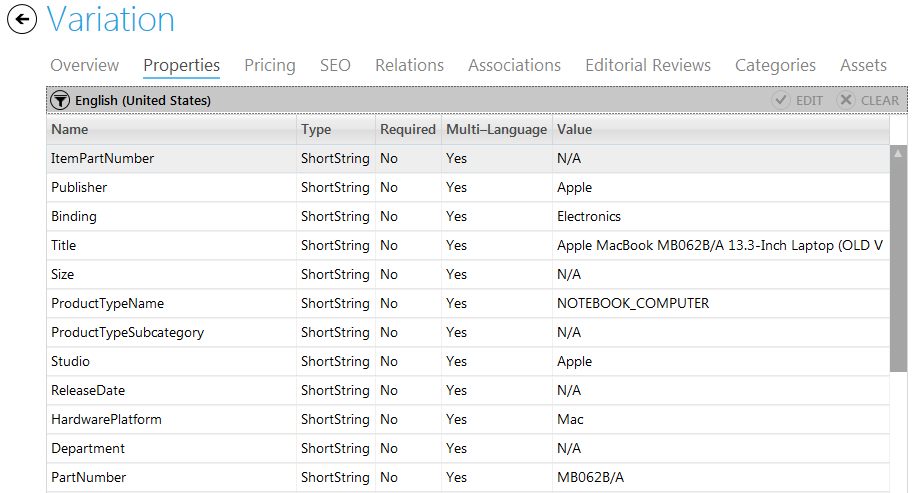 Variation
Overview Properties Pricing SEO Relations Associations Editorial Reviews Categories Assets
English (United States) EDIT CLEAR
Name Type Required Multi–Language Value
ItemPartNumber ShortString No Yes N/A
Publisher ShortString No Yes Apple
Binding ShortString No Yes Electronics
Title ShortString No Yes Apple MacBook MB062B/A 13.3-Inch Laptop (OLD V
Size ShortString No Yes N/A
ProductTypeName ShortString No Yes NOTEBOOK_COMPUTER
ProductTypeSubcategory ShortString No Yes N/A
Studio ShortString No Yes Apple
ReleaseDate ShortString No Yes N/A
HardwarePlatform ShortString No Yes Mac
Department ShortString No Yes N/A
PartNumber ShortString No Yes MB062B/A